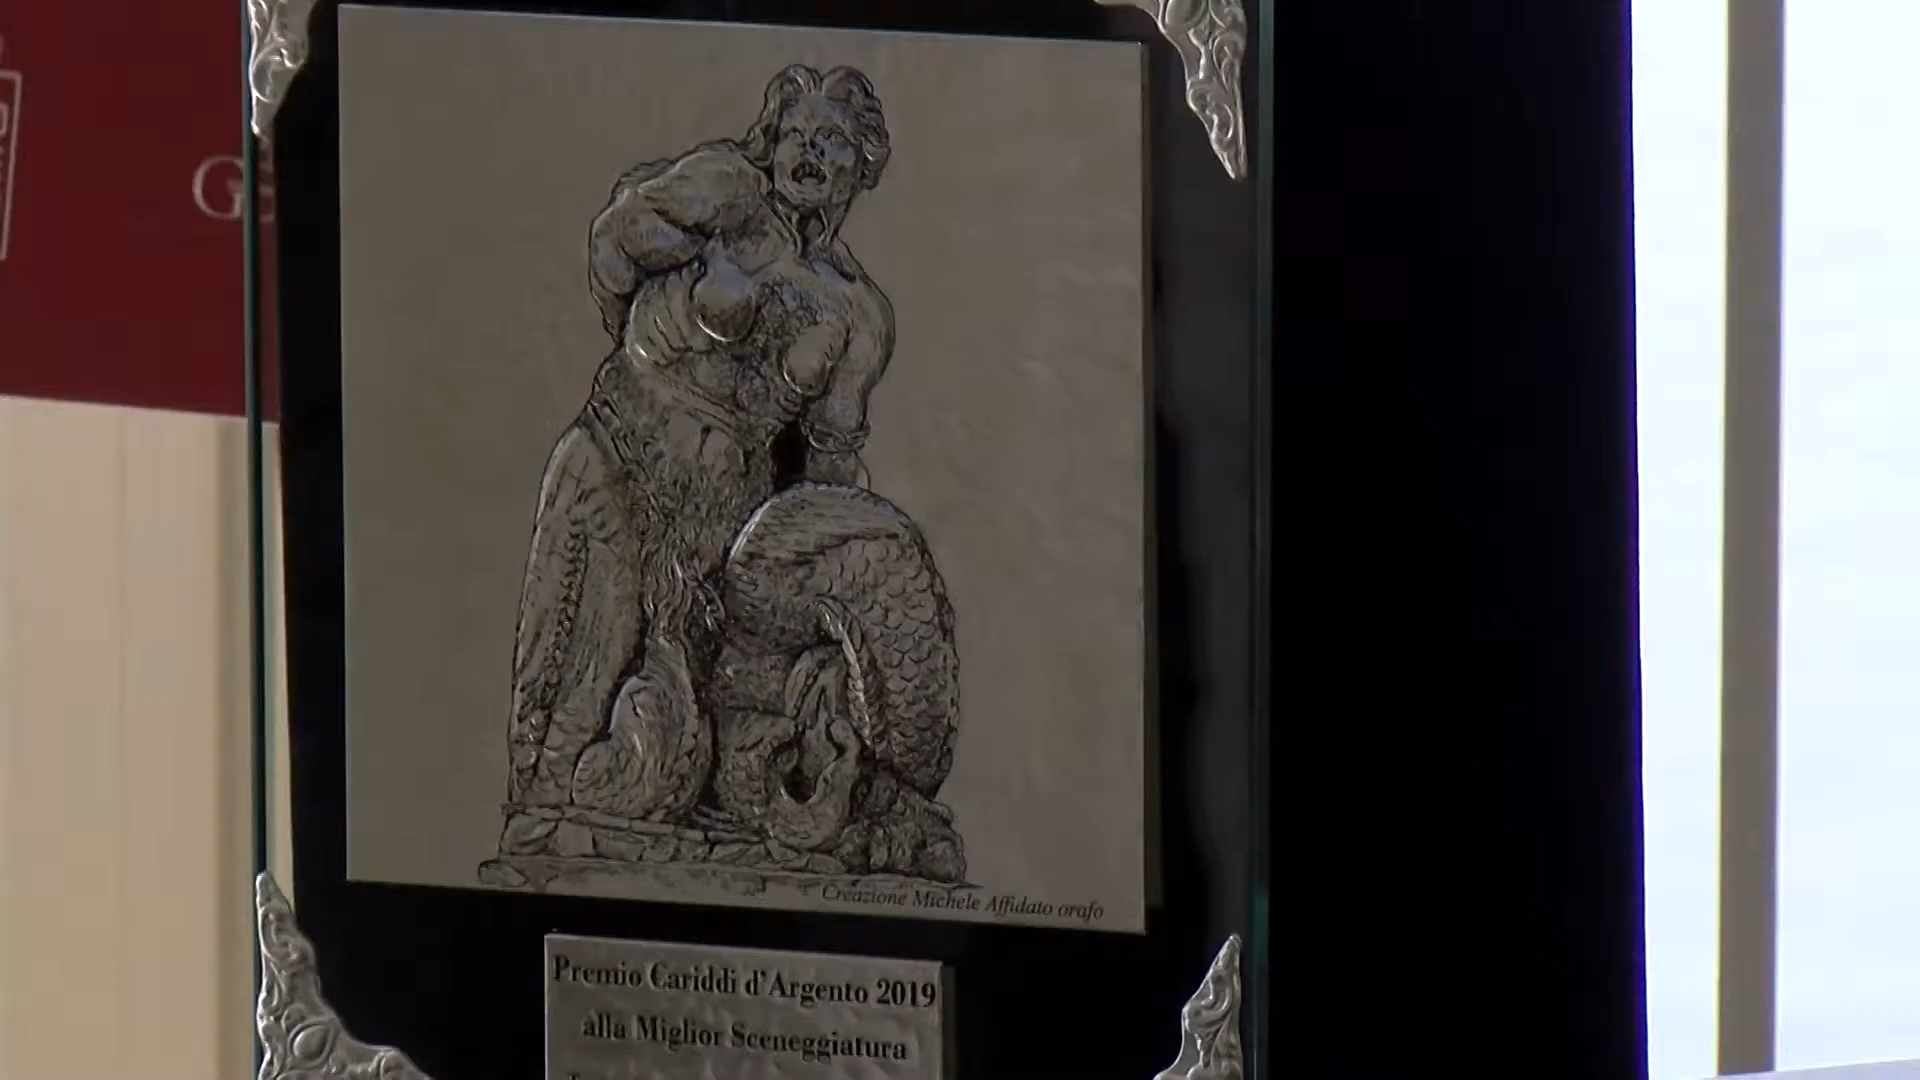 Creazione Michele Affidato orafo
Premio Cariddi d'Argento 2019
alla Miglior Sceneggiatura